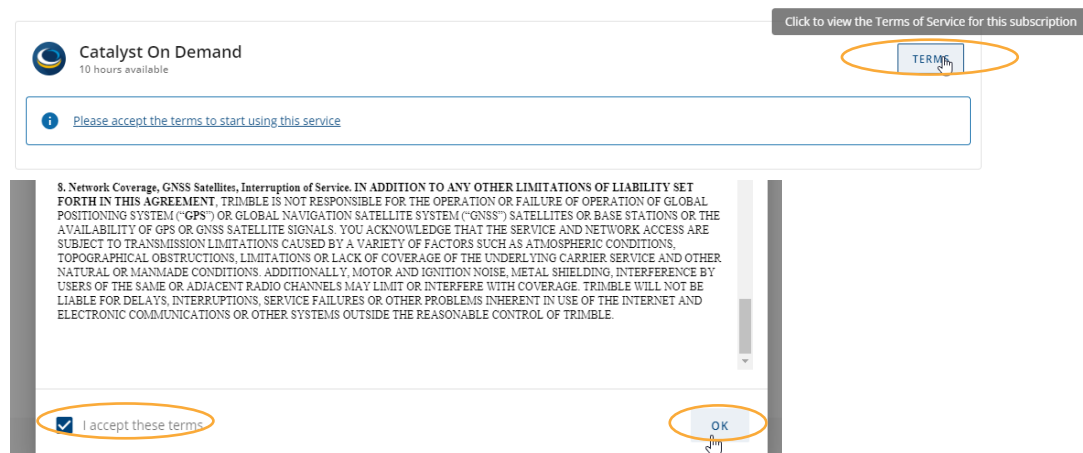 Click to view the Terms of Service for this subscription
Catalyst On Demand
10 hours available
TERMS
Please accept the terms to start using this service
8. Network Coverage, GNSS Satellites, Interruption of Service. IN ADDITION TO ANY OTHER LIMITATIONS OF LIABILITY SET
FORTH IN THIS AGREEMENT, TRIMBLE IS NOT RESPONSIBLE FOR THE OPERATION OR FAILURE OF OPERATION OF GLOBAL
POSITIONING SYSTEM (“GPS”) OR GLOBAL NAVIGATION SATELLITE SYSTEM (“GNSS”) SATELLITES OR BASE STATIONS OR THE
AVAILABILITY OF GPS OR GNSS SATELLITE SIGNALS. YOU ACKNOWLEDGE THAT THE SERVICE AND NETWORK ACCESS ARE
SUBJECT TO TRANSMISSION LIMITATIONS CAUSED BY A VARIETY OF FACTORS SUCH AS ATMOSPHERIC CONDITIONS,
TOPOGRAPHICAL OBSTRUCTIONS, LIMITATIONS OR LACK OF COVERAGE OF THE UNDERLYING CARRIER SERVICE AND OTHER
NATURAL OR MANMADE CONDITIONS. ADDITIONALLY, MOTOR AND IGNITION NOISE, METAL SHIELDING, INTERFERENCE BY
USERS OF THE SAME OR ADJACENT RADIO CHANNELS MAY LIMIT OR INTERFERE WITH COVERAGE. TRIMBLE WILL NOT BE
LIABLE FOR DELAYS, INTERRUPTIONS, SERVICE FAILURES OR OTHER PROBLEMS INHERENT IN USE OF THE INTERNET AND
ELECTRONIC COMMUNICATIONS OR OTHER SYSTEMS OUTSIDE THE REASONABLE CONTROL OF TRIMBLE.
I accept these terms
OK